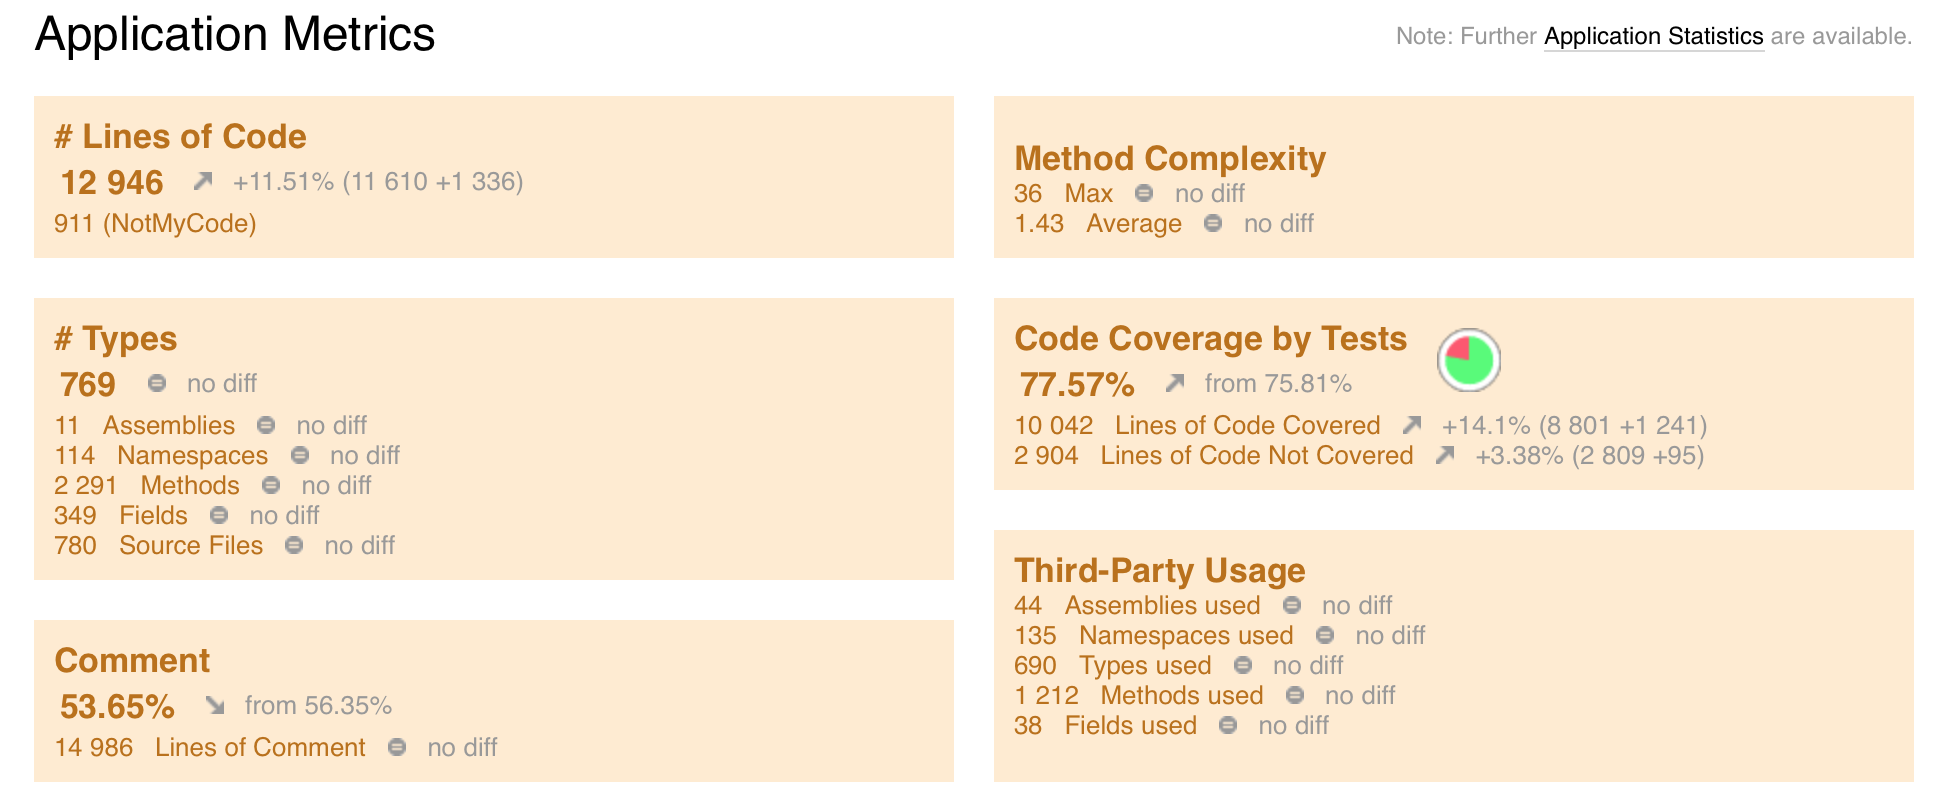 Application Metrics
Note: Further Application Statistics are available.
# Lines of Code
12 946 +11.51% (11 610 +1 336)
911 (NotMyCode)
# Types
769 no diff
11 Assemblies no diff
114 Namespaces no diff
2 291 Methods no diff
349 Fields no diff
780 Source Files no diff
Comment
53.65% from 56.35%
14 986 Lines of Comment no diff
Method Complexity
36 Max no diff
1.43 Average no diff
Code Coverage by Tests
77.57% from 75.81%
10 042 Lines of Code Covered +14.1% (8 801 +1 241)
2 904 Lines of Code Not Covered +3.38% (2 809 +95)
Third-Party Usage
44 Assemblies used no diff
135 Namespaces used no diff
690 Types used no diff
1 212 Methods used no diff
38 Fields used no diff